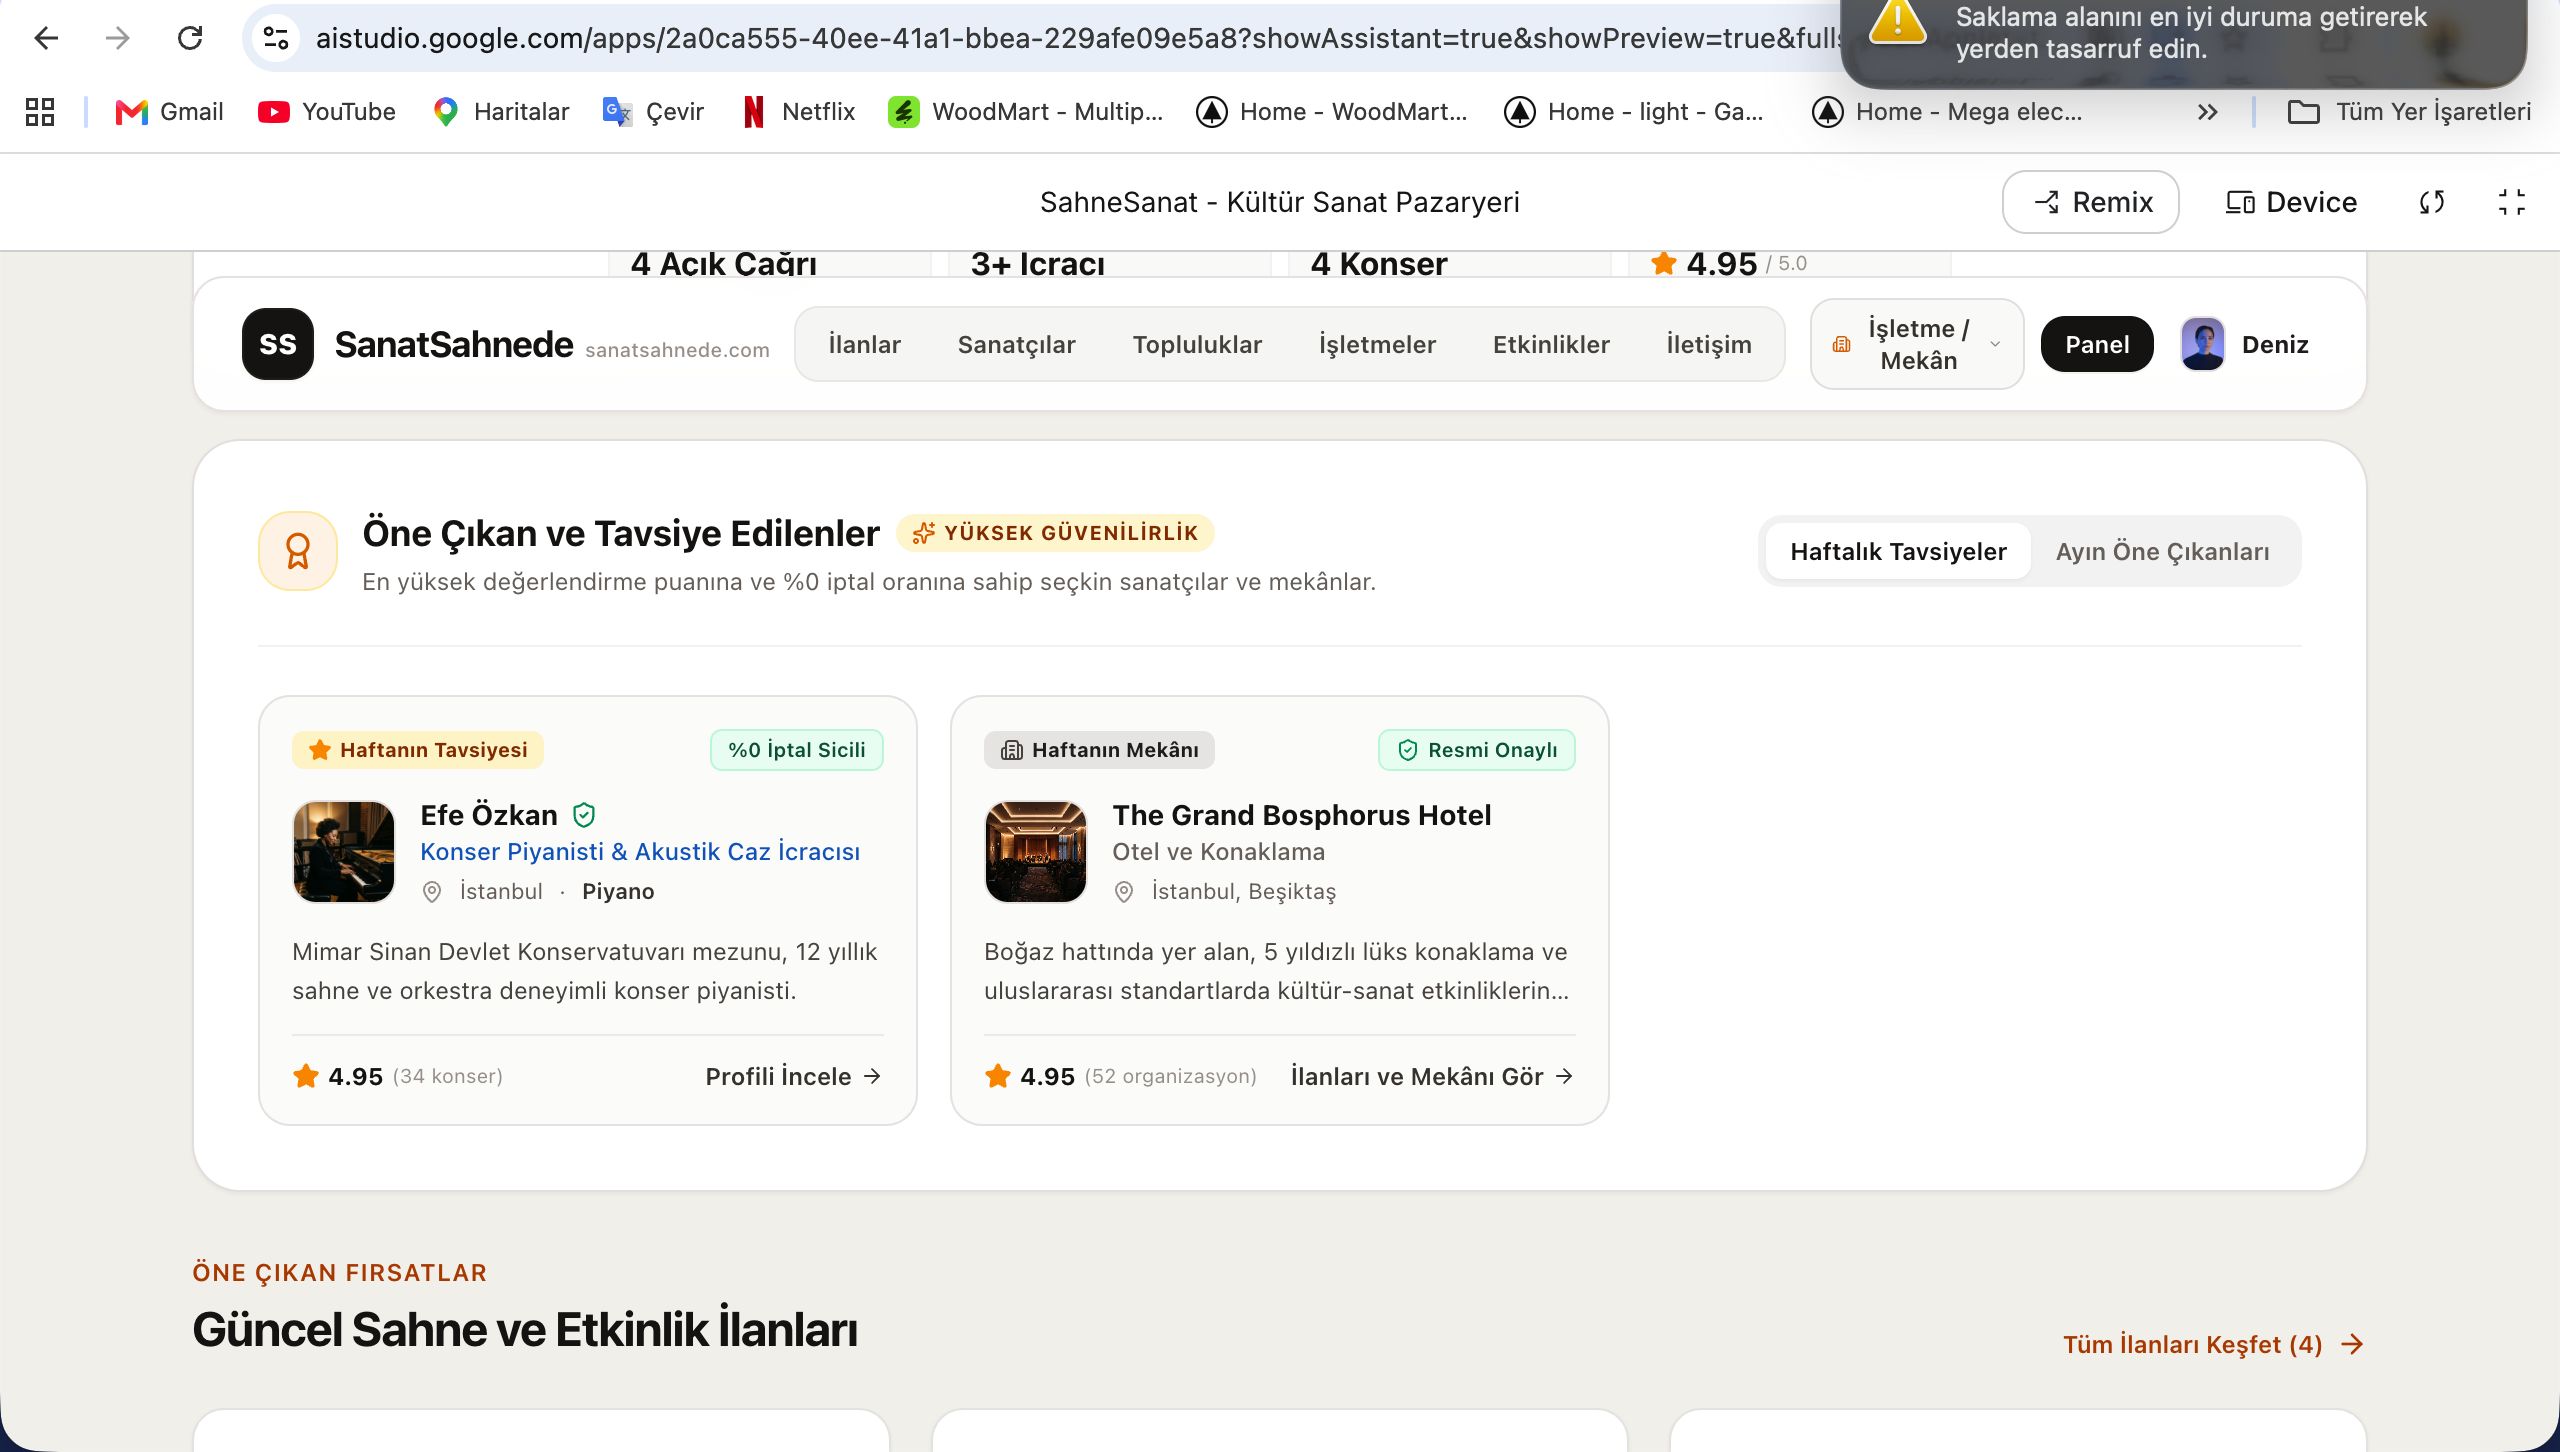 Saklama alanını en iyi duruma getirerek
yerden tasarruf edin.
aistudio.google.com/apps/2a0ca555-40ee-41a1-bbea-229afe09e5a8?showAssistant=true&showPreview=true&fulls
Gmail YouTube Haritalar Çevir Netflix WoodMart - Multip... Home - WoodMart... Home - light - Ga... Home - Mega elec... Tüm Yer İşaretleri
SahneSanat - Kültür Sanat Pazaryeri Remix Device
4 Açık Çağrı 3+ İcracı 4 Konser 4.95 / 5.0
SS SanatSahnede sanatsahnede.com İlanlar Sanatçılar Topluluklar İşletmeler Etkinlikler İletişim İşletme / Mekân Panel Deniz
Öne Çıkan ve Tavsiye Edilenler YÜKSEK GÜVENİLİRLİK
En yüksek değerlendirme puanına ve %0 iptal oranına sahip seçkin sanatçılar ve mekânlar.
Haftalık Tavsiyeler Ayın Öne Çıkanları
Haftanın Tavsiyesi %0 İptal Sicili
Efe Özkan
Konser Piyanisti & Akustik Caz İcracısı
İstanbul · Piyano
Mimar Sinan Devlet Konservatuvarı mezunu, 12 yıllık
sahne ve orkestra deneyimli konser piyanisti.
4.95 (34 konser) Profili İncele →
Haftanın Mekânı Resmi Onaylı
The Grand Bosphorus Hotel
Otel ve Konaklama
İstanbul, Beşiktaş
Boğaz hattında yer alan, 5 yıldızlı lüks konaklama ve
uluslararası standartlarda kültür-sanat etkinliklerin...
4.95 (52 organizasyon) İlanları ve Mekânı Gör →
ÖNE ÇIKAN FIRSATLAR
Güncel Sahne ve Etkinlik İlanları
Tüm İlanları Keşfet (4) →